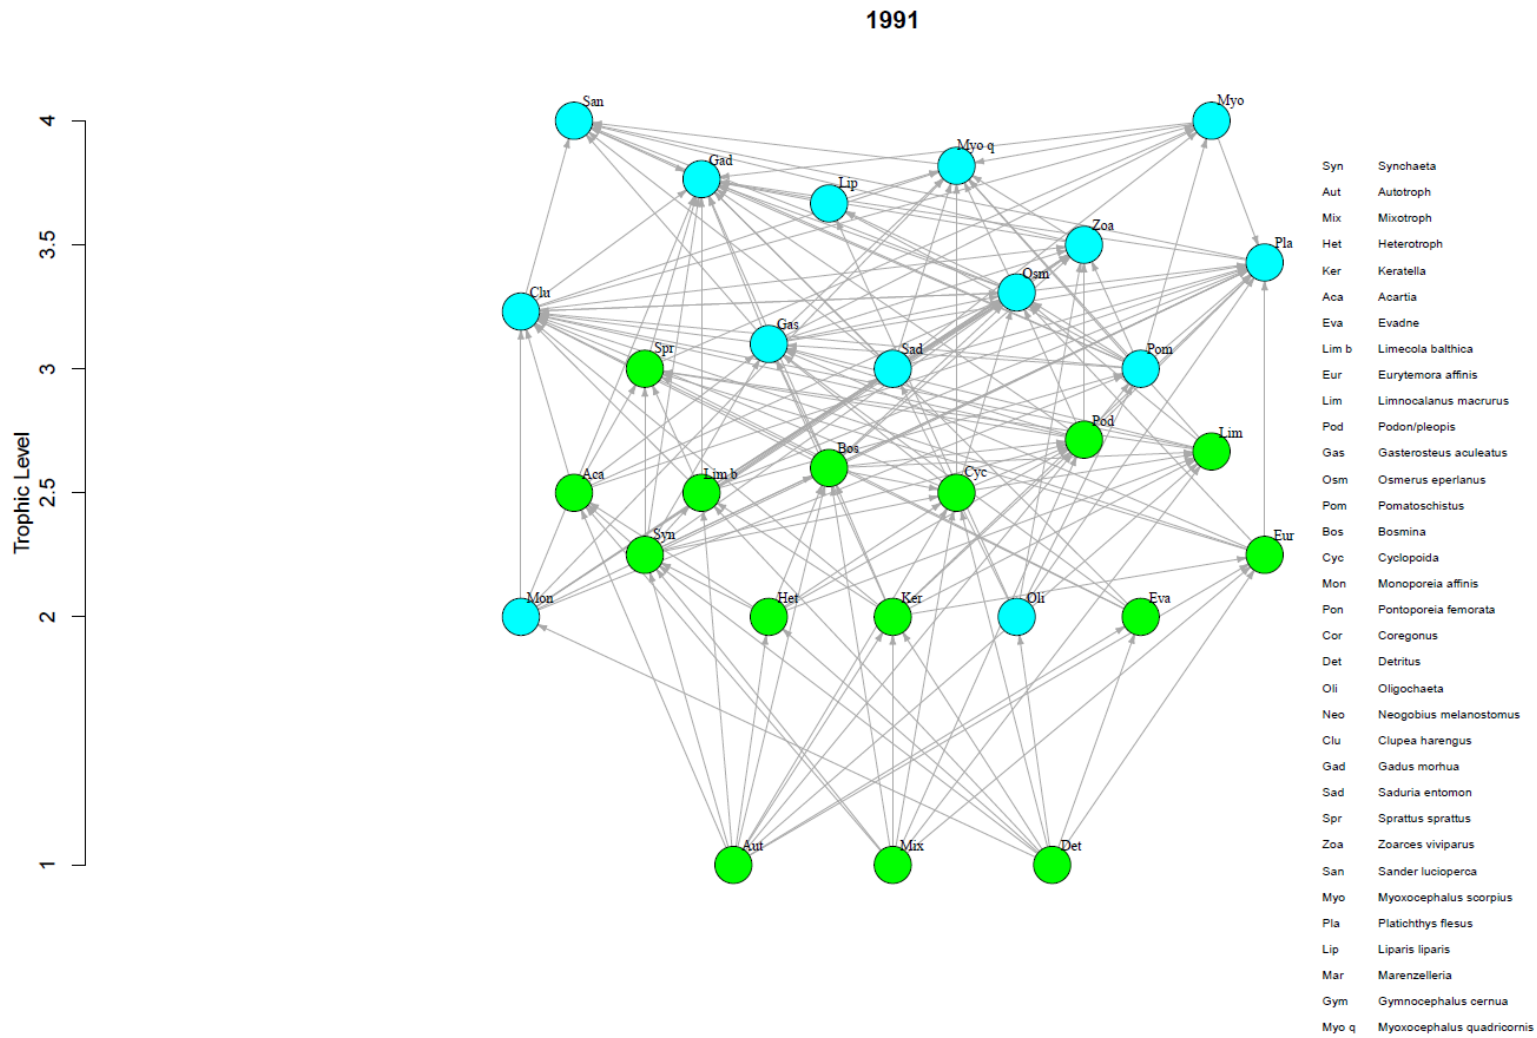 1991
San
Myo
4
Gad
Myo q
Lip
Zoa
3.5
Pla
Osm
Clu
Gas
Spr
Sad
Pom
3
Pod
Lim
Bos
Aca
Lim b
Cyc
2.5
Syn
Eur
Mon
Het
Ker
Oli
Eva
2
Aut
Mix
Det
1
Trophic Level
Syn Synchaeta
Aut Autotroph
Mix Mixotroph
Het Heterotroph
Ker Keratella
Aca Acartia
Eva Evadne
Lim b Limecola balthica
Eur Eurytemora affinis
Lim Limnocalanus macrurus
Pod Podon/pleopis
Gas Gasterosteus aculeatus
Osm Osmerus eperlanus
Pom Pomatoschistus
Bos Bosmina
Cyc Cyclopoida
Mon Monoporeia affinis
Pon Pontoporeia femorata
Cor Coregonus
Det Detritus
Oli Oligochaeta
Neo Neogobius melanostomus
Clu Clupea harengus
Gad Gadus morhua
Sad Saduria entomon
Spr Sprattus sprattus
Zoa Zoarces viviparus
San Sander lucioperca
Myo Myoxocephalus scorpius
Pla Platichthys flesus
Lip Liparis liparis
Mar Marenzelleria
Gym Gymnocephalus cernua
Myo q Myoxocephalus quadricornis